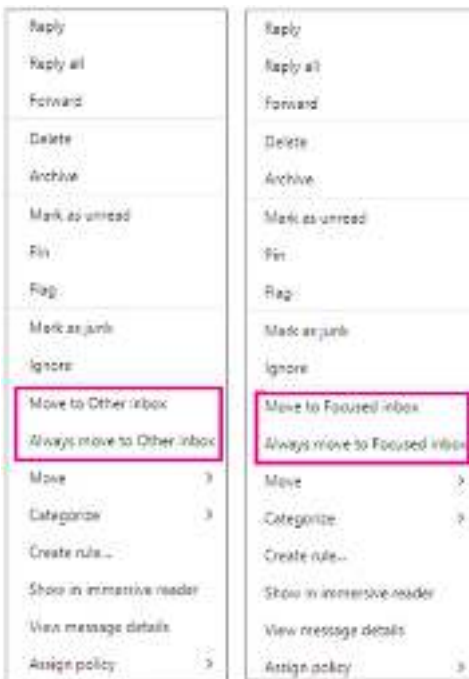 Reply
Reply all
Forward
Delete
Archive
Mark as unread
Pin
Flag
Mark as junk
Ignore
Move to Other inbox
Always move to Other inbox
Move
Categorize
Create rule...
Show in immersive reader
View message details
Assign policy
Reply
Reply all
Forward
Delete
Archive
Mark as unread
Pin
Flag
Mark as junk
Ignore
Move to Focused inbox
Always move to Focused inbox
Move
Categorize
Create rule...
Show in immersive reader
View message details
Assign policy